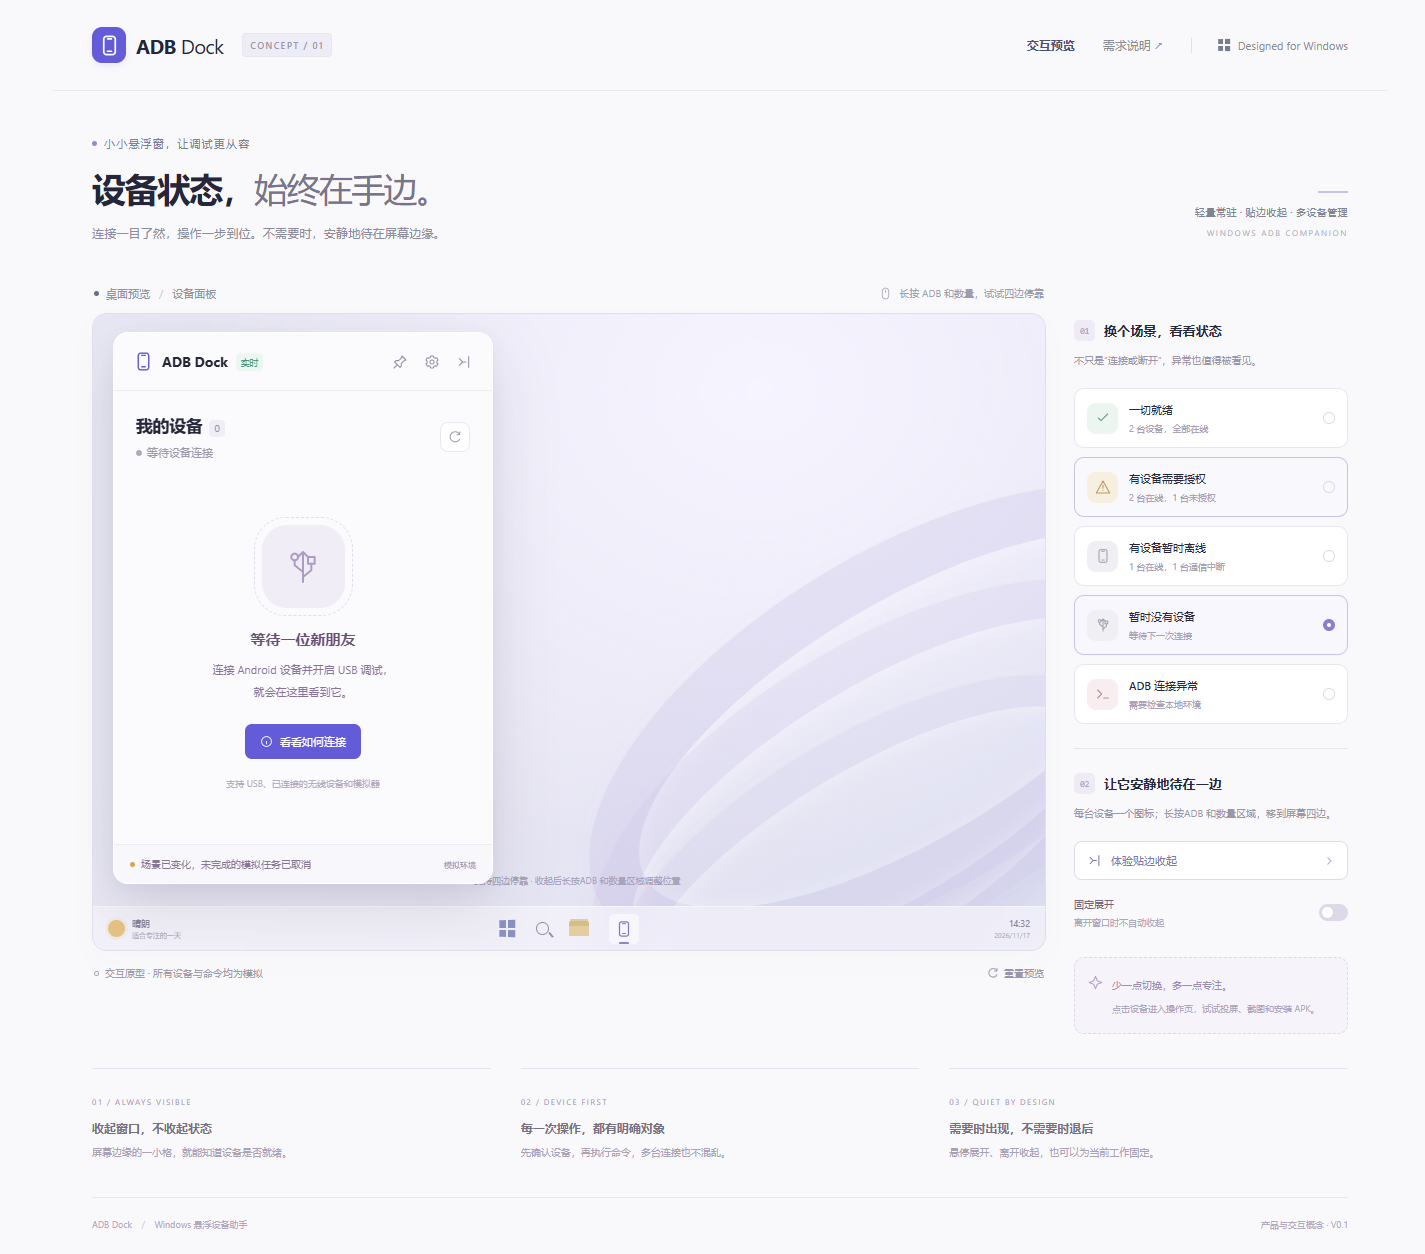 ADB Dock
CONCEPT / 01
交互预览
需求说明 ↗
Designed for Windows
小小悬浮窗，让调试更从容
设备状态，始终在手边。
连接一目了然，操作一步到位。不需要时，安静地待在屏幕边缘。
轻量常驻 · 贴边收起 · 多设备管理
WINDOWS ADB COMPANION
桌面预览 / 设备面板
长按 ADB 和数量，试试四边停靠
ADB Dock 实时
我的设备 0
等待设备连接
等待一位新朋友
连接 Android 设备并开启 USB 调试，
就会在这里看到它。
看看如何连接
支持 USB、已连接的无线设备和模拟器
场景已变化，未完成的模拟任务已取消
模拟环境
四边停靠 · 收起后长按ADB 和数量区域调整位置
晴朗
适合专注的一天
14:32
2026/11/17
交互原型 · 所有设备与命令均为模拟
重置预览
01 换个场景，看看状态
不只是“连接或断开”，异常也值得被看见。
一切就绪
2 台设备，全部在线
有设备需要授权
2 台在线，1 台未授权
有设备暂时离线
1 台在线，1 台通信中断
暂时没有设备
等待下一次连接
ADB 连接异常
需要检查本地环境
02 让它安静地待在一边
每台设备一个图标；长按ADB 和数量区域，移到屏幕四边。
体验贴边收起
固定展开
离开窗口时不自动收起
少一点切换，多一点专注。
点击设备进入操作页，试试投屏、截图和安装 APK。
01 / ALWAYS VISIBLE
收起窗口，不收起状态
屏幕边缘的一小格，就能知道设备是否就绪。
02 / DEVICE FIRST
每一次操作，都有明确对象
先确认设备，再执行命令，多台连接也不混乱。
03 / QUIET BY DESIGN
需要时出现，不需要时退后
悬停展开、离开收起，也可以为当前工作固定。
ADB Dock / Windows 悬浮设备助手
产品与交互概念 · V0.1